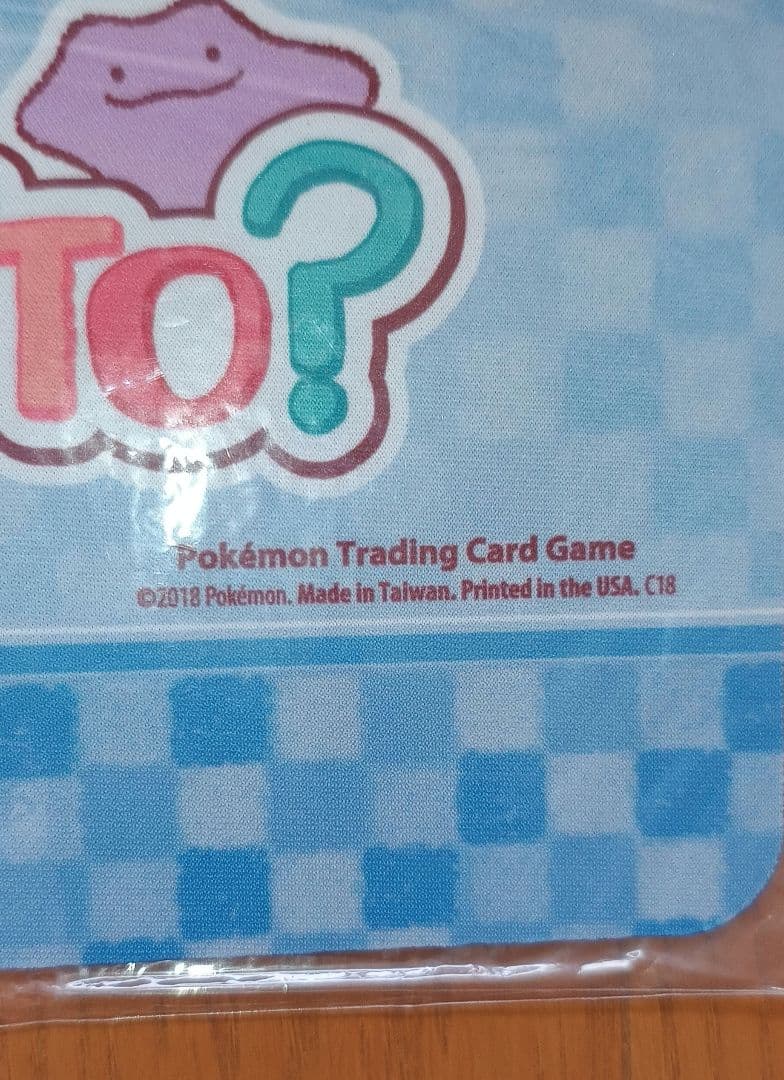 TO?
Pokémon Trading Card Game
©2018 Pokémon. Made in Taiwan. Printed in the USA. C18